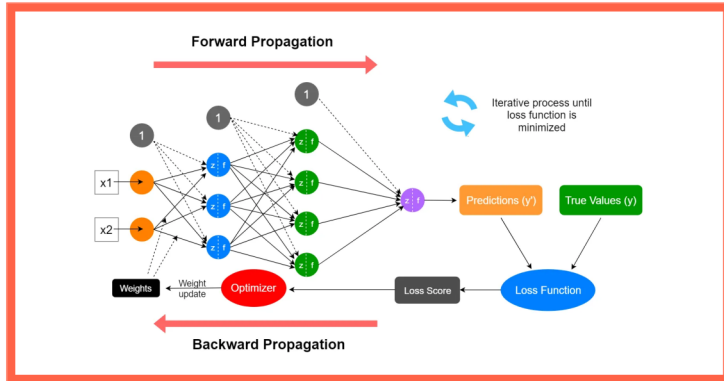 Forward Propagation
1
1
1
Iterative process until
loss function is
minimized
z f
z f
z f
z f
z f
z f
z f
z f
x1
x2
Predictions (y')
True Values (y)
Weights
Weight
update
Optimizer
Loss Score
Loss Function
Backward Propagation